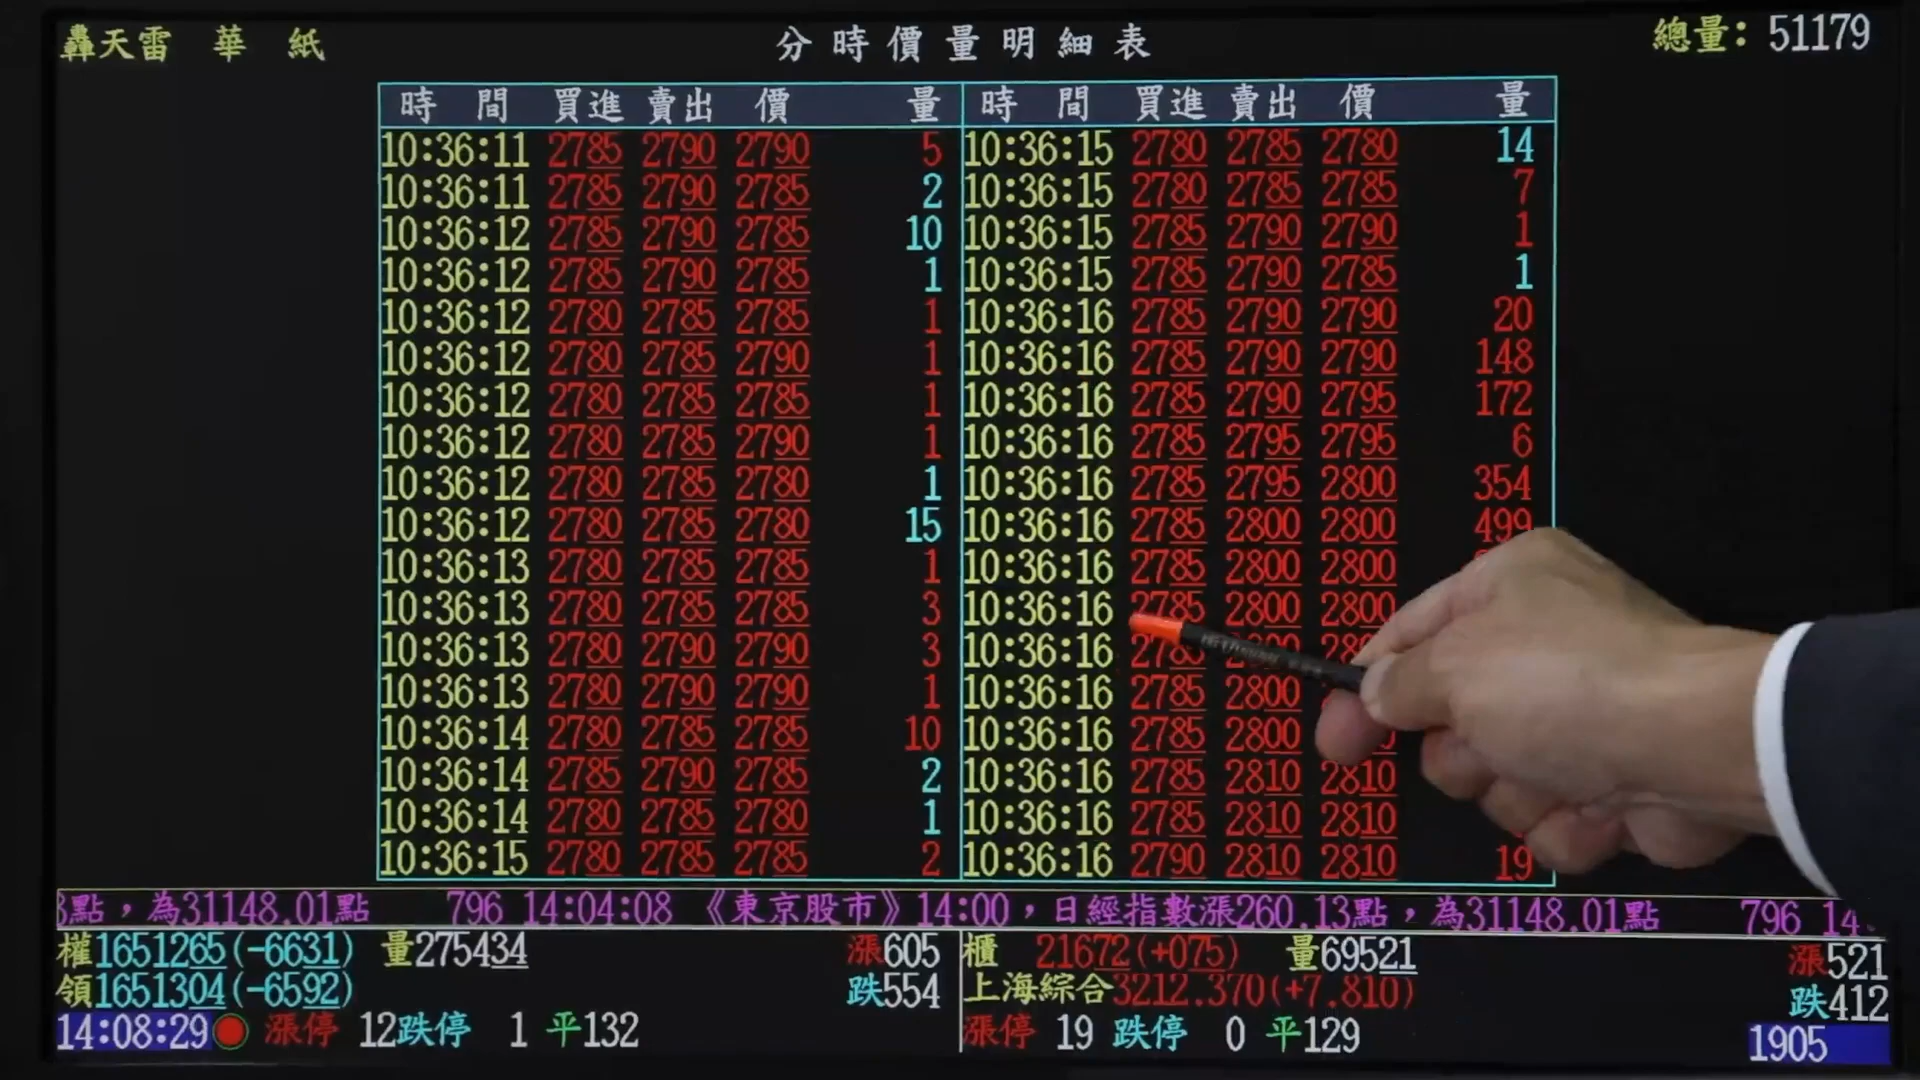 轟天雷 華 紙 分時價量明細表 總量：51179
時 間 買進 賣出 價 量 時 間 買進 賣出 價 量
10:36:11 2785 2790 2790 5 10:36:15 2780 2785 2780 14
10:36:11 2785 2790 2785 2 10:36:15 2780 2785 2785 7
10:36:12 2785 2790 2785 10 10:36:15 2785 2790 2790 1
10:36:12 2785 2790 2785 1 10:36:15 2785 2790 2785 1
10:36:12 2780 2785 2785 1 10:36:16 2785 2790 2790 20
10:36:12 2780 2785 2790 1 10:36:16 2785 2790 2790 148
10:36:12 2780 2785 2785 1 10:36:16 2785 2790 2795 172
10:36:12 2780 2785 2790 1 10:36:16 2785 2795 2795 6
10:36:12 2780 2785 2780 1 10:36:16 2785 2795 2800 354
10:36:12 2780 2785 2780 15 10:36:16 2785 2800 2800 499
10:36:13 2780 2785 2785 1 10:36:16 2785 2800 2800
10:36:13 2780 2785 2785 3 10:36:16 2785 2800 2800
10:36:13 2780 2790 2790 3 10:36:16
10:36:13 2780 2790 2790 1 10:36:16 2785 2800
10:36:14 2780 2785 2785 10 10:36:16 2785 2800
10:36:14 2785 2790 2785 2 10:36:16 2785 2810 2810
10:36:14 2780 2785 2780 1 10:36:16 2785 2810 2810
10:36:15 2780 2785 2785 2 10:36:16 2790 2810 2810 19
點，為31148.01點 796 14:04:08 《東京股市》14:00，日經指數漲260.13點，為31148.01點 796 14
權1651265(-6631) 量275434 漲605 櫃 21672(+075) 量69521 漲521
領1651304(-6592) 跌554 上海綜合3212.370(+7.810) 跌412
14:08:29 漲停 12跌停 1 平132 漲停 19 跌停 0 平129 1905